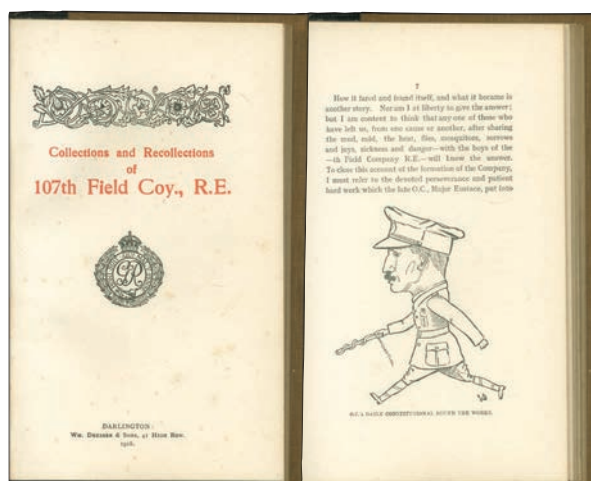 Collections and Recollections
of
107th Field Coy., R.E.
DARLINGTON:
Wm. Dresser & Sons, 41 High Row.
7
How it fared and found itself, and what it became is
another story. Nor am I at liberty to give the answer;
but I am content to think that any one of those who
have left us, from one cause or another, after sharing
the mud, cold, the heat, flies, mosquitoes, sorrows
and joys, sickness and danger—with the boys of the
—th Field Company R.E.—will know the answer.
To close this account of the formation of the Company,
I must refer to the devoted perseverance and patient
hard work which the late O.C., Major Eustace, put into
O.C.'s DAILY CONSTITUTIONAL ROUND THE WORKS.